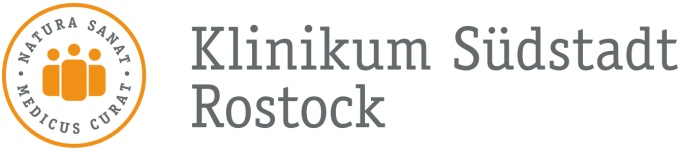 NATURA SANAT
MEDICUS CURAT
Klinikum Südstadt
Rostock